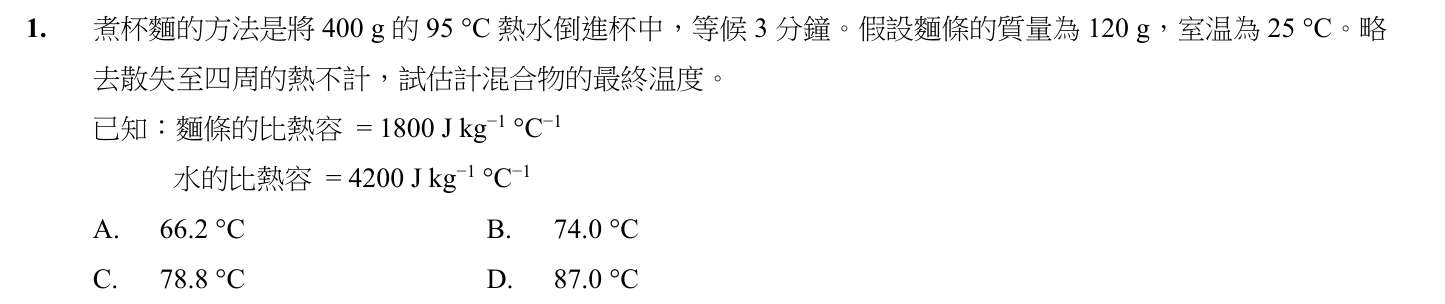 1. 煮杯麵的方法是將 400 g 的 95 °C 熱水倒進杯中，等候 3 分鐘。假設麵條的質量為 120 g，室温為 25 °C。略
去散失至四周的熱不計，試估計混合物的最終温度。
已知：麵條的比熱容 = 1800 J kg⁻¹ °C⁻¹
水的比熱容 = 4200 J kg⁻¹ °C⁻¹
A. 66.2 °C B. 74.0 °C
C. 78.8 °C D. 87.0 °C